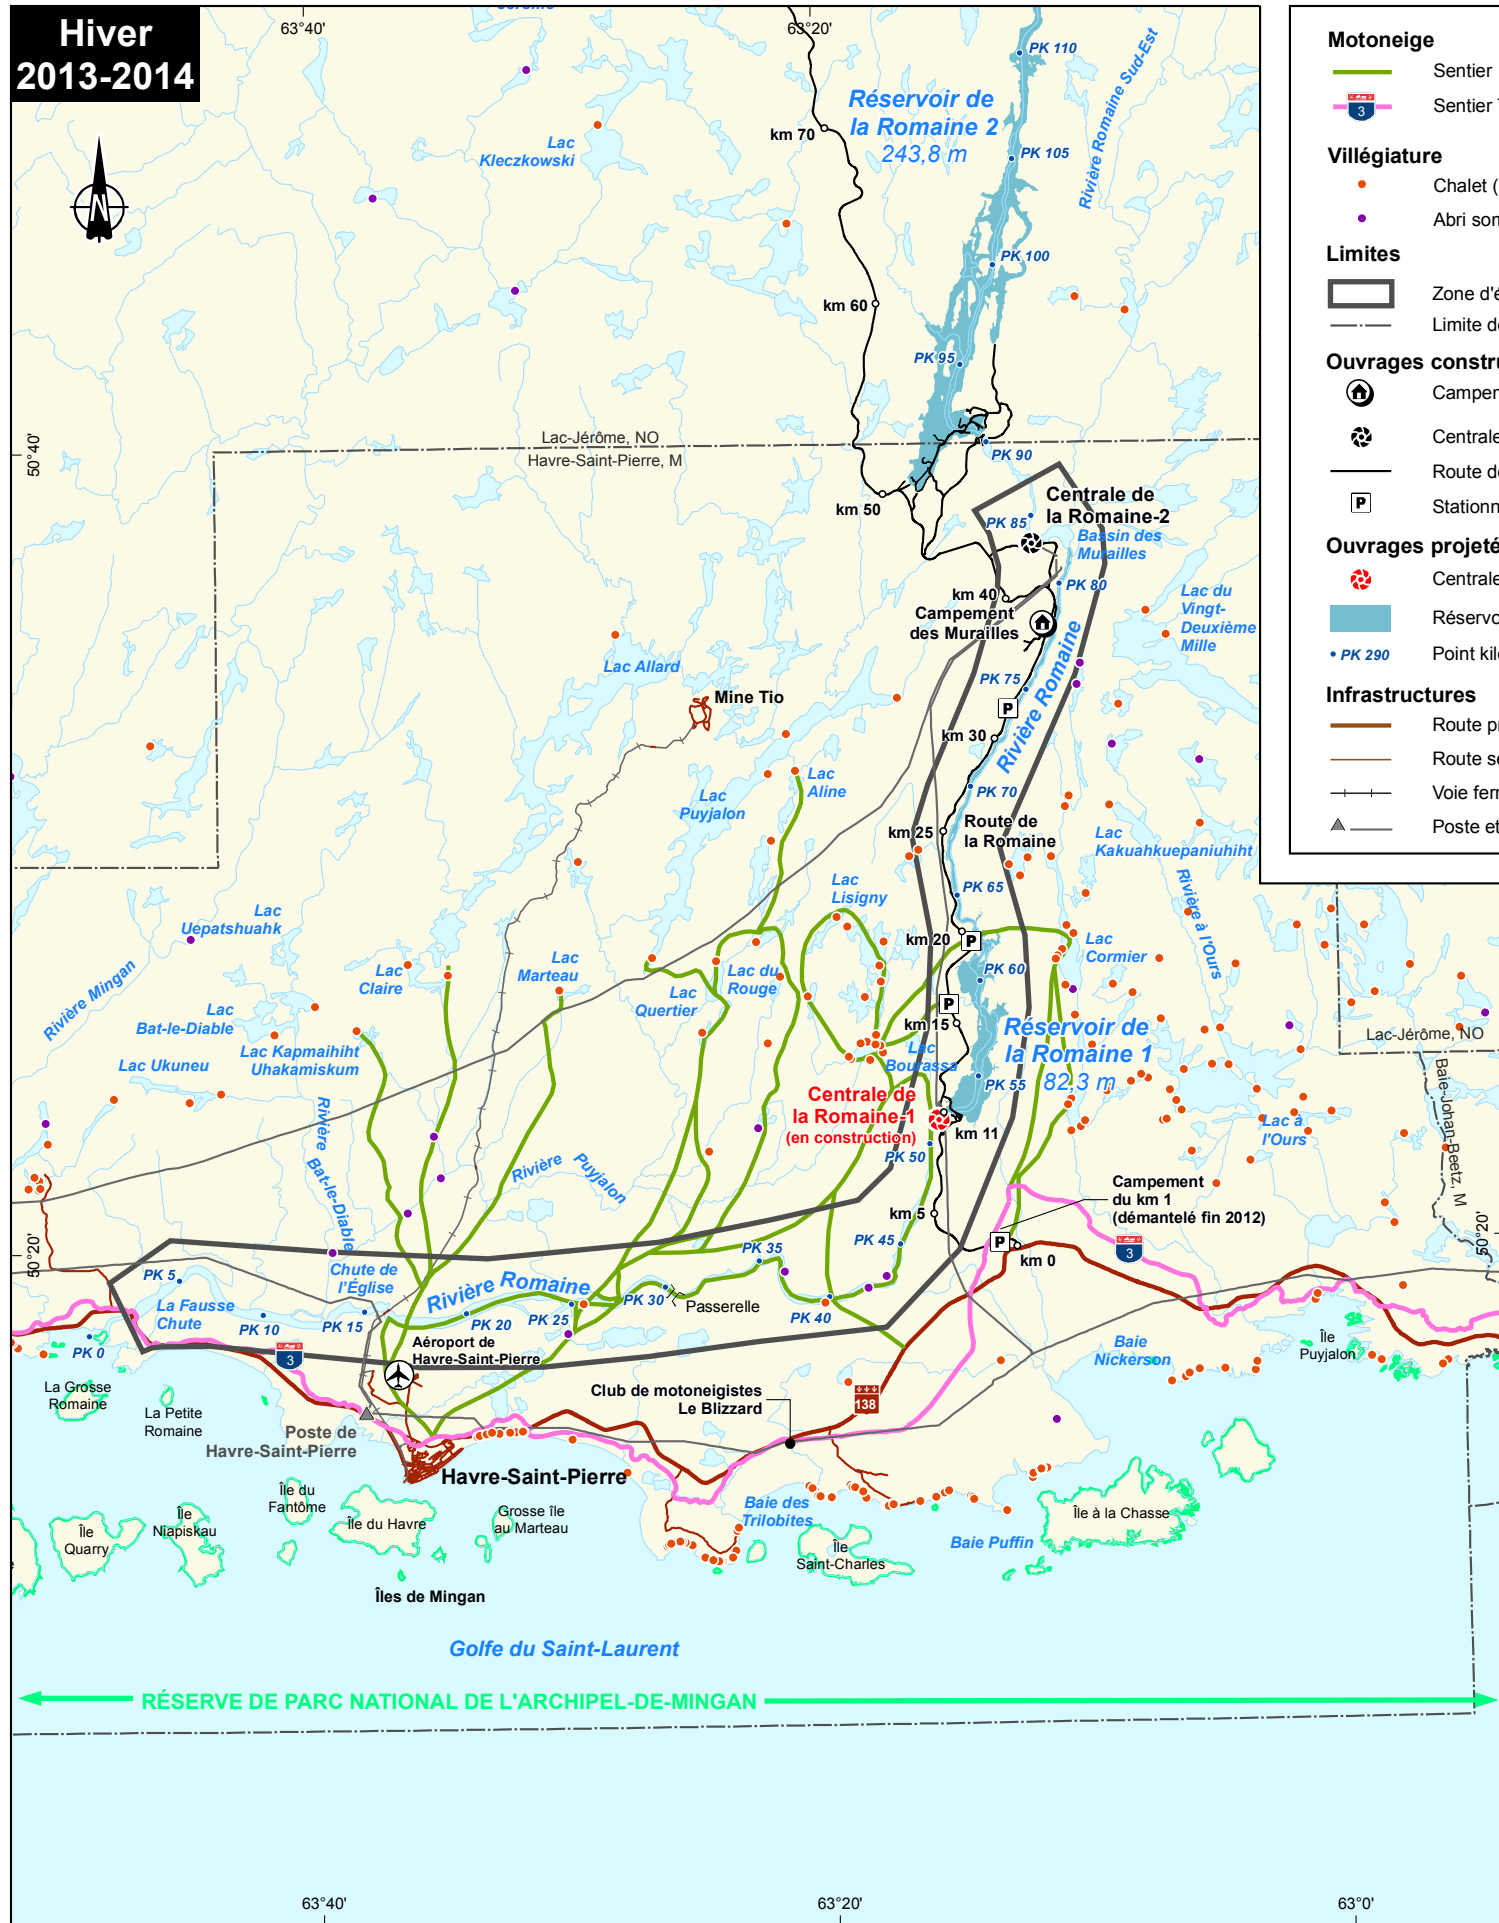 Hiver
2013-2014
63°40'
63°20'
PK 110
Réservoir de
la Romaine 2
243,8 m
Rivière Romaine Sud-Est
km 70
Lac
Kleczkowski
PK 105
PK 100
km 60
PK 95
50°40'
Lac-Jérôme, NO
Havre-Saint-Pierre, M
PK 90
km 50
Centrale de
la Romaine-2
PK 85
Bassin des
Murailles
PK 80
km 40
Campement
des Murailles
Lac du
Vingt-
Deuxième
Mille
Lac Allard
Mine Tio
PK 75
Rivière Romaine
km 30
Lac
Aline
Lac
Puyjalon
PK 70
km 25
Route de
la Romaine
Lac
Kakuahkuepaniuhiht
Rivière à l'Ours
Lac
Lisigny
PK 65
Lac
Uepatshuahk
km 20
Lac
Cormier
Rivière Mingan
Lac
Claire
Lac
Marteau
Lac du
Rouge
Lac
Quertier
PK 60
Lac
Bat-le-Diable
km 15
Réservoir de
la Romaine 1
82,3 m
Lac-Jérôme, NO
Baie-Johan-Beetz, M
Lac Ukuneu
Lac Kapmaihiht
Uhakamiskum
Lac
Bourassa
PK 55
Centrale de
la Romaine-1
(en construction)
km 11
Lac à
l'Ours
PK 50
Rivière
Bat-le-Diable
Rivière Puyjalon
Campement
du km 1
(démantelé fin 2012)
km 5
km 0
P
P
P
P
3
50°20'
50°20'
PK 5
La Fausse
Chute
PK 0
PK 10
PK 15
Chute de
l'Église
Rivière Romaine
PK 20
PK 25
PK 30
PK 35
PK 40
PK 45
Passerelle
3
Aéroport de
Havre-Saint-Pierre
Club de motoneigistes
Le Blizzard
138
Baie
Nickerson
Île
Puyjalon
La Grosse
Romaine
La Petite
Romaine
Poste de
Havre-Saint-Pierre
Havre-Saint-Pierre
Île
Quarry
Île
Niapiskau
Île du
Fantôme
Île du Havre
Grosse île
au Marteau
Baie des
Trilobites
Île
Saint-Charles
Baie Puffin
Île à la Chasse
Îles de Mingan
Golfe du Saint-Laurent
RÉSERVE DE PARC NATIONAL DE L'ARCHIPEL-DE-MINGAN
63°40'
63°20'
63°0'
Motoneige
Sentier
3
Sentier
Villégiature
Chalet (
Abri
Limites
Zone
Limite
Ouvrages
Centrale
Route
P
Ouvrages
Centrale
PK 290
Point
Infrastructures
Route
Route
Voie
Poste et